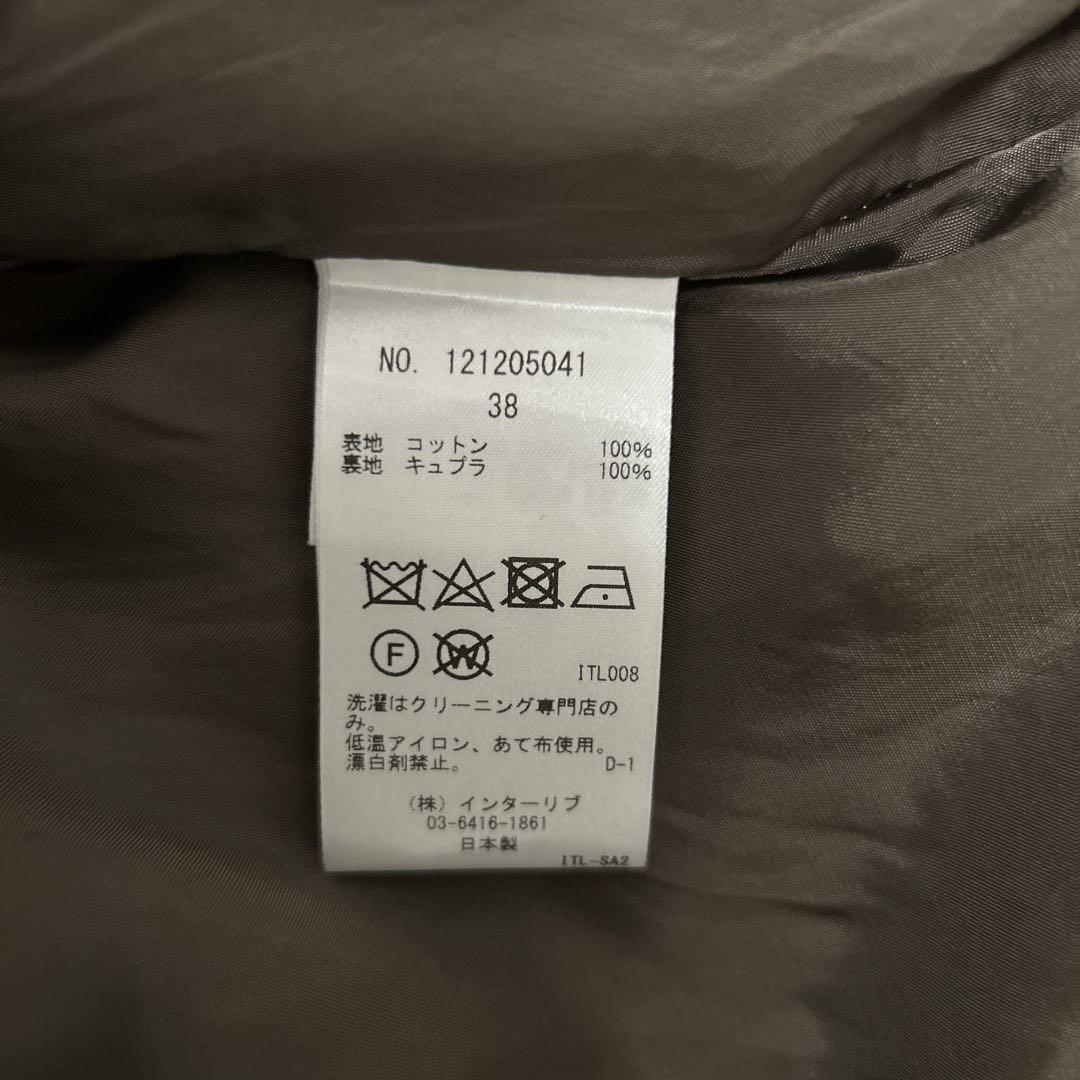 NO. 121205041
38
表地 コットン 100%
裏地 キュプラ 100%
F W
ITL008
洗濯はクリーニング専門店の
み。
低温アイロン、あて布使用。
漂白剤禁止。 D-1
(株) インターリブ
03-6416-1861
日本製
ITL-SA2